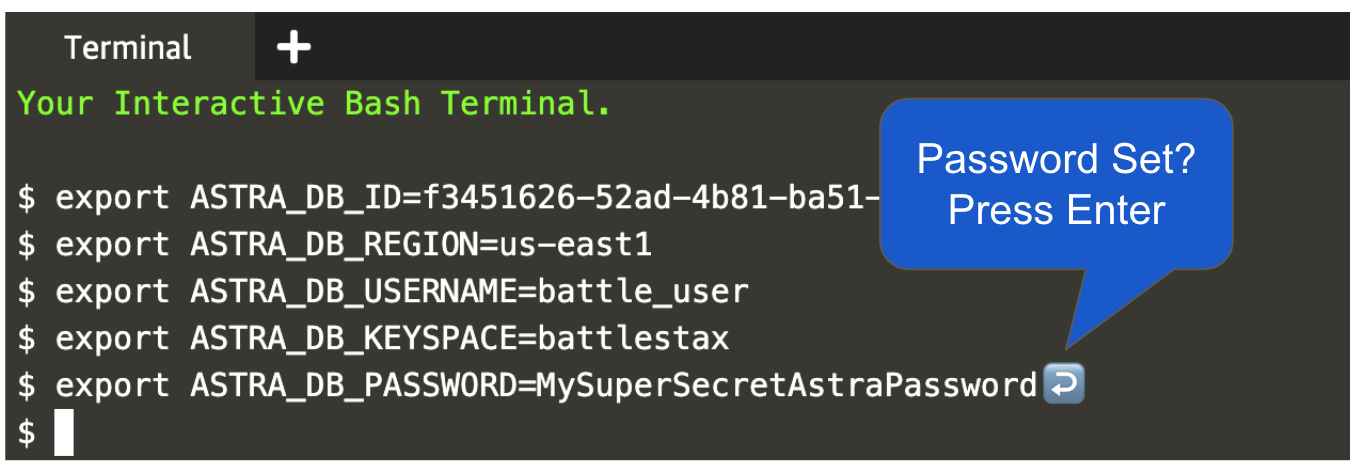 Terminal
Your Interactive Bash Terminal.
$ export ASTRA_DB_ID=f3451626-52ad-4b81-ba51-
$ export ASTRA_DB_REGION=us-east1
$ export ASTRA_DB_USERNAME=battle_user
$ export ASTRA_DB_KEYSPACE=battlestax
$ export ASTRA_DB_PASSWORD=MySuperSecretAstraPassword
$
Password Set?
Press Enter